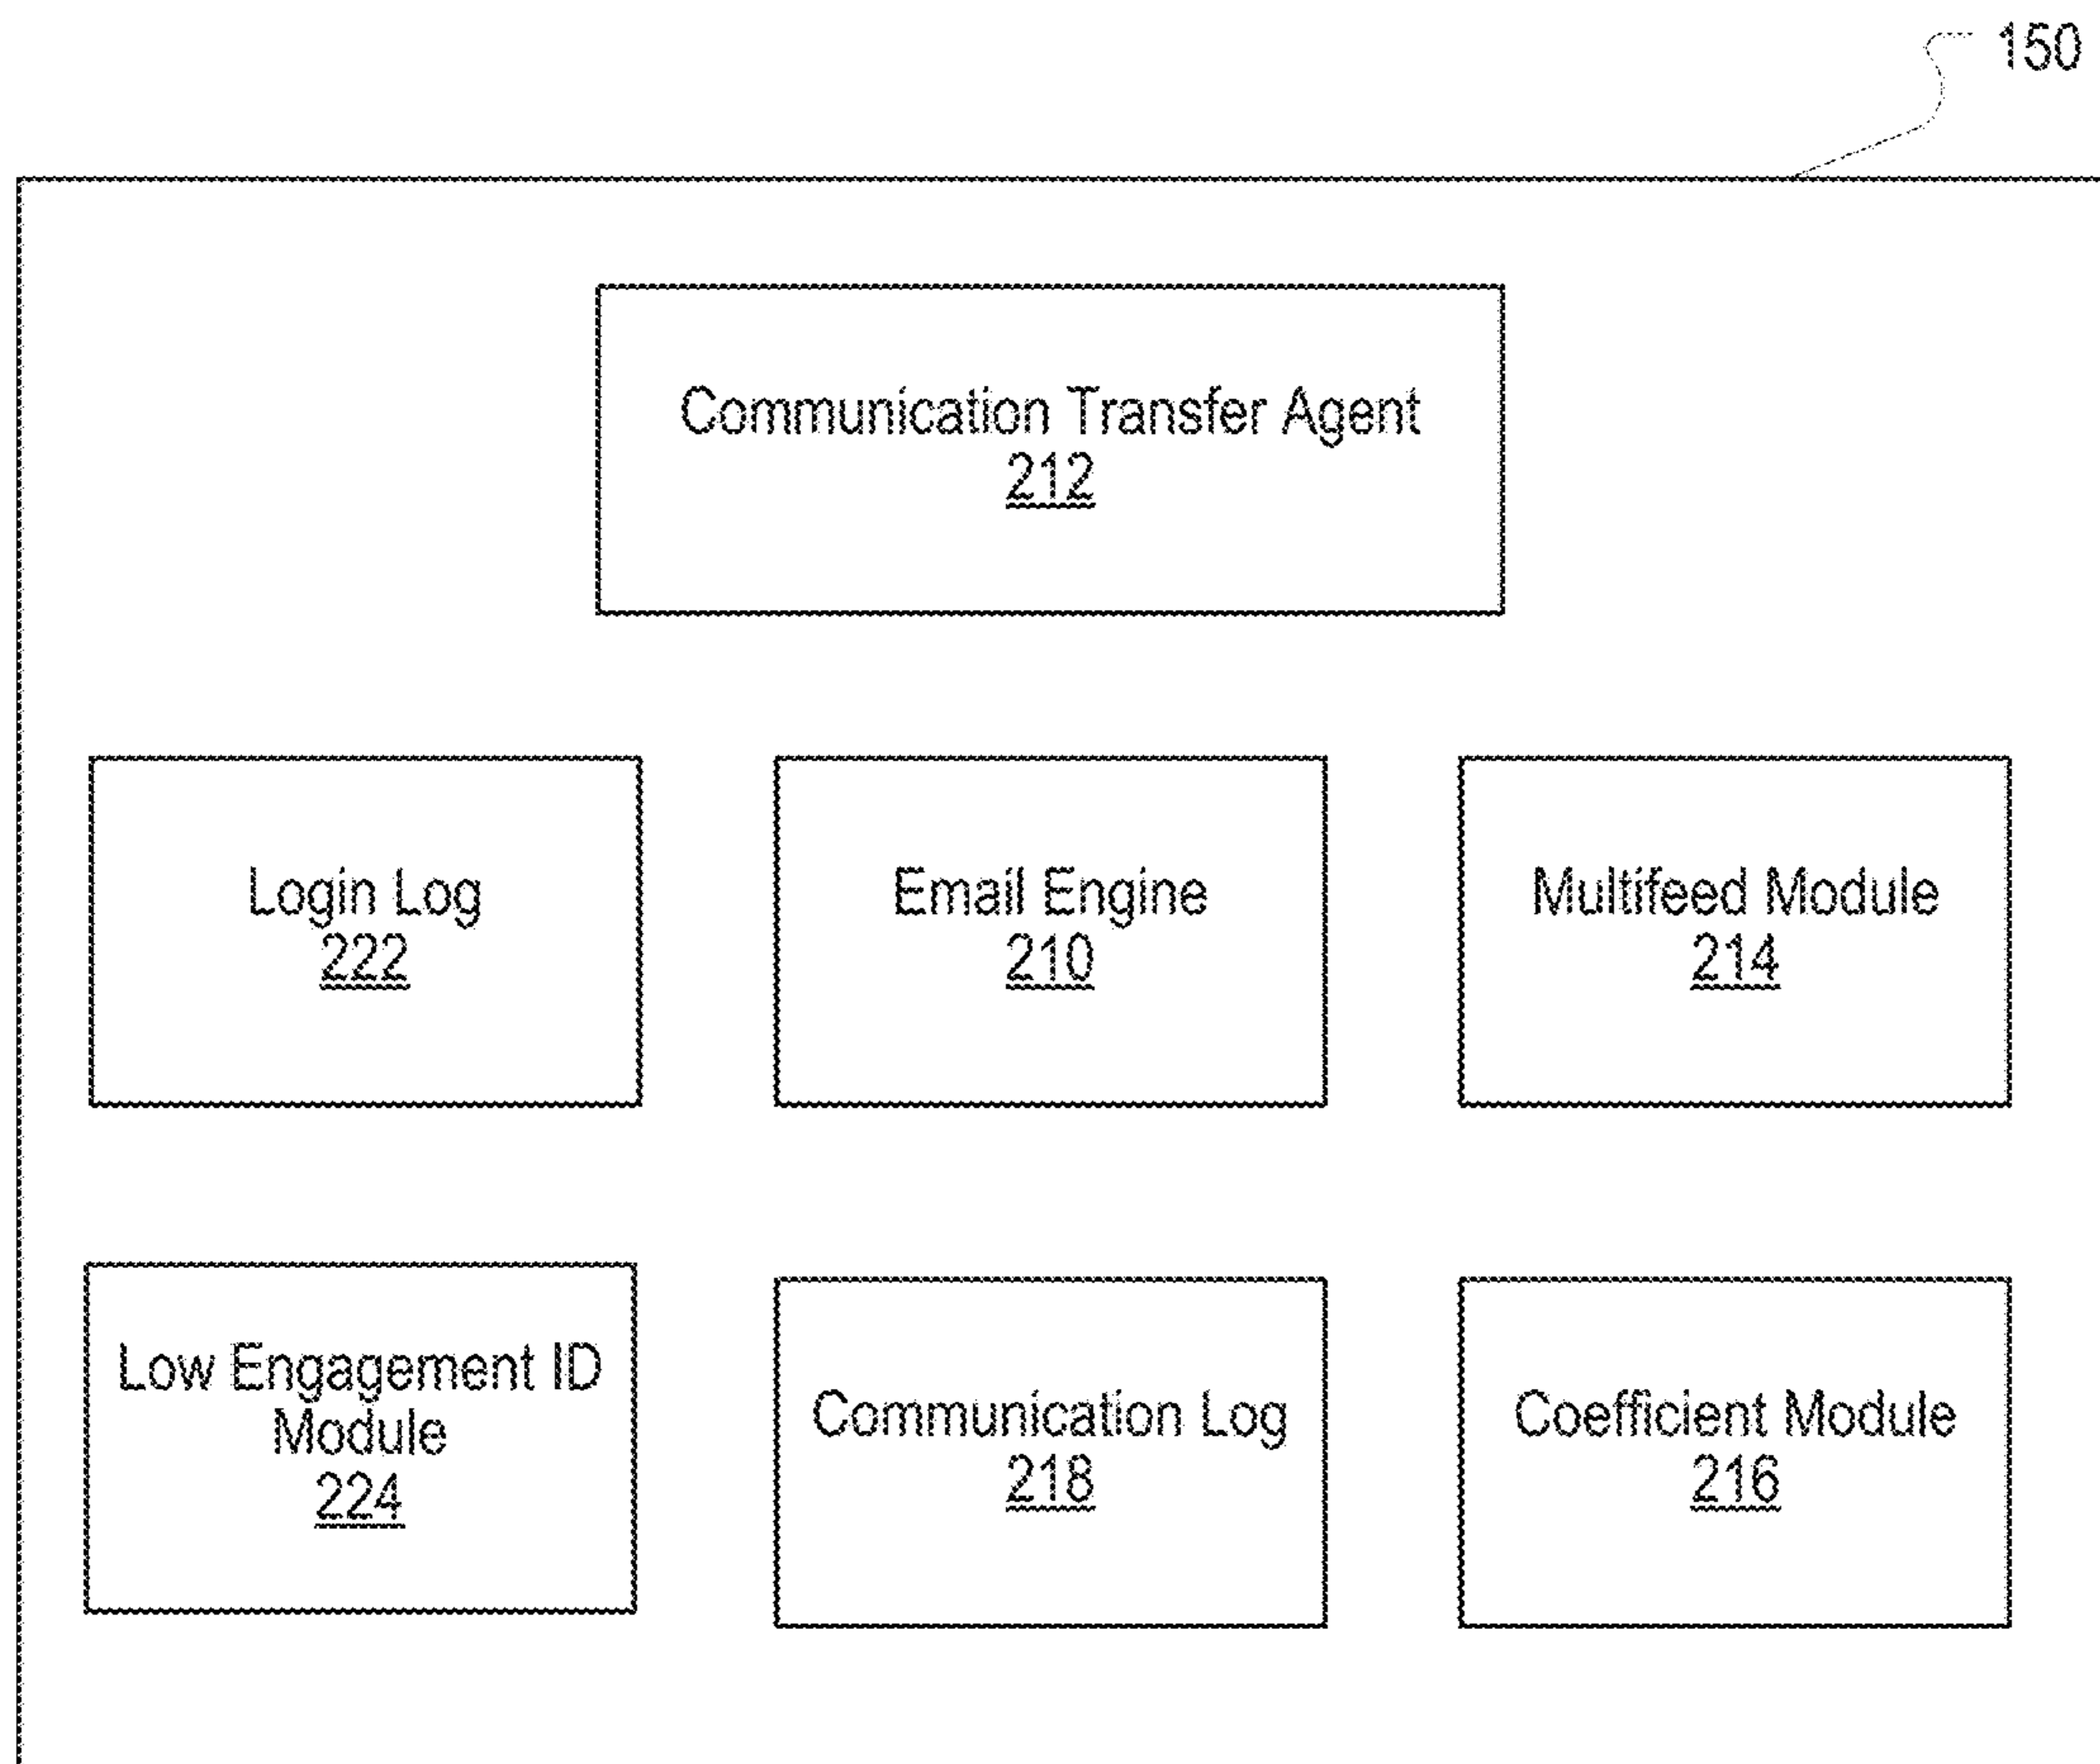 150
Communication Transfer Agent
212
Login Log
222
Email Engine
210
Multifeed Module
214
Low Engagement ID
Module
224
Communication Log
218
Coefficient Module
216